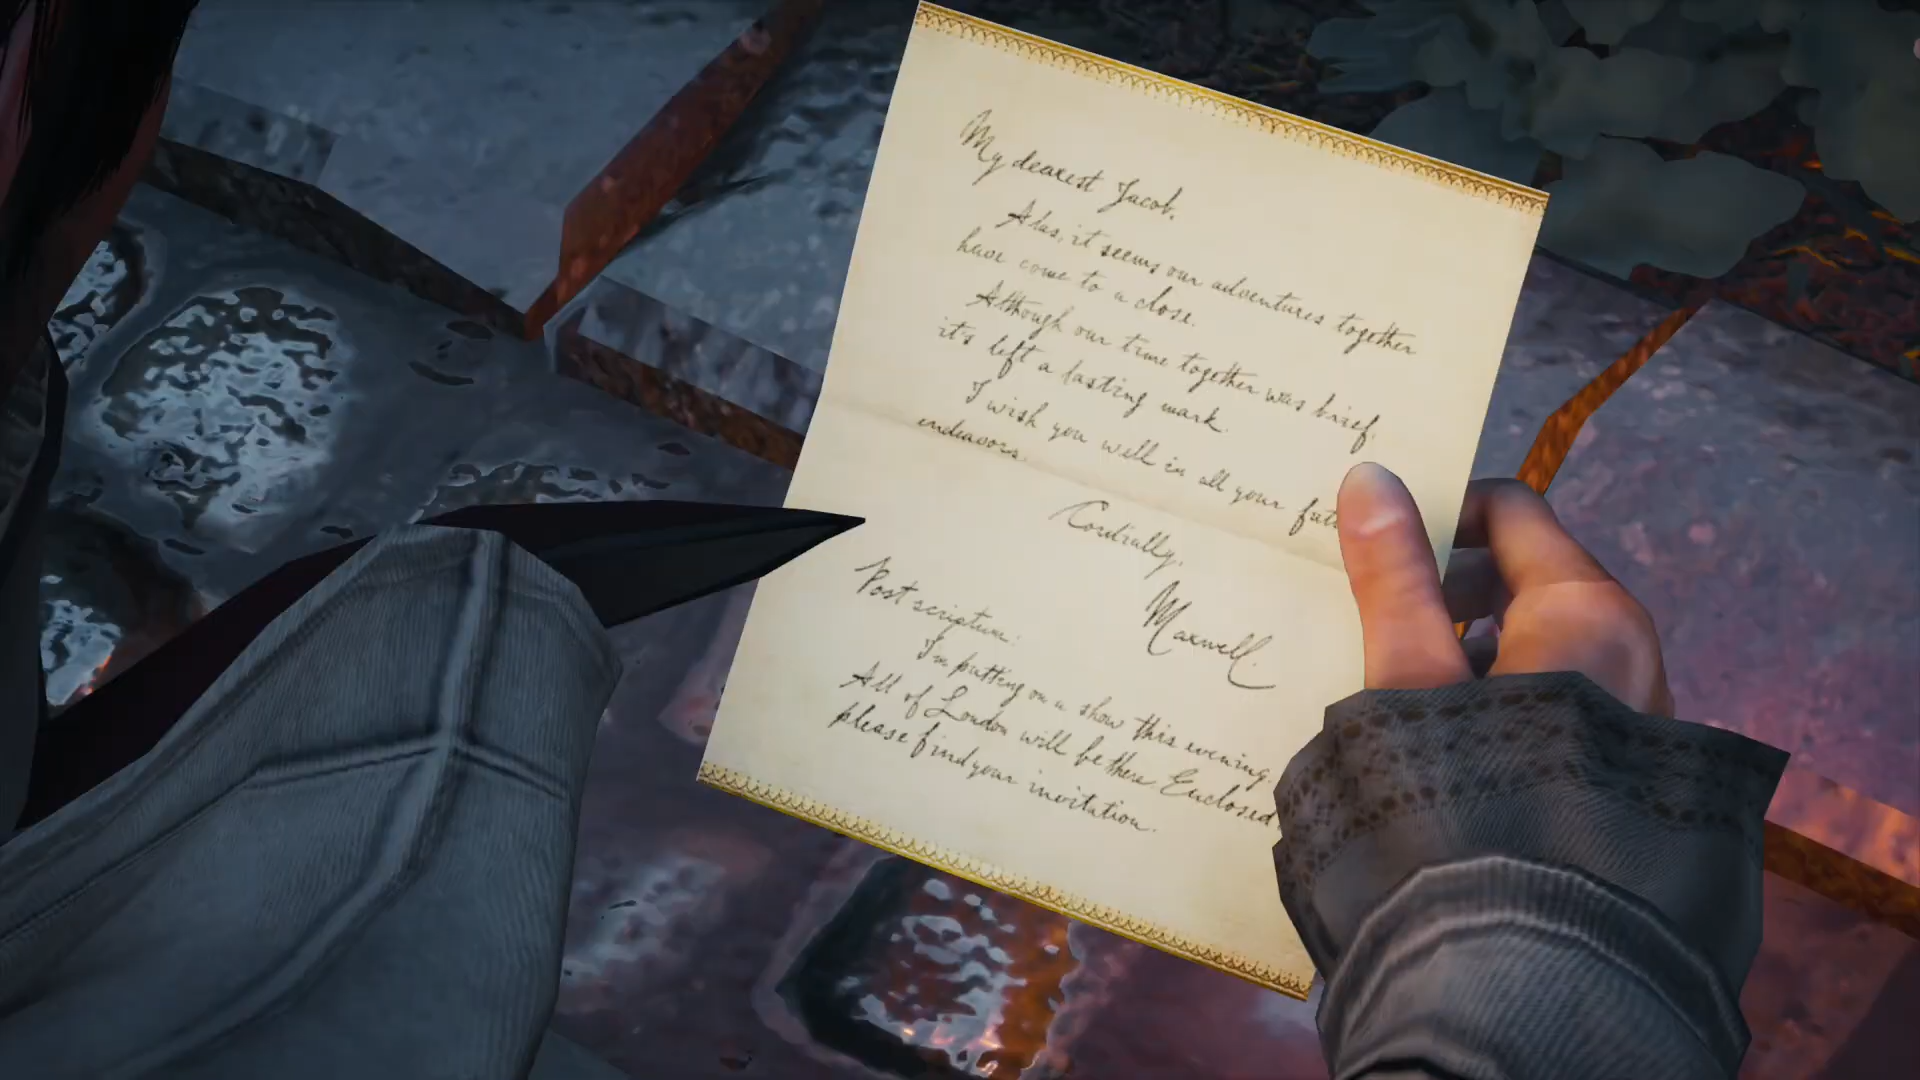 My dearest Jacob,
Alas, it seems our adventures together
have come to a close.
Although our time together was brief,
it's left a lasting mark.
I wish you well in all your
endeavors.
Cordially,
Maxwell.
Post scriptum:
I'm putting on a show this evening.
All of London will be there. Enclosed,
please find your invitation.